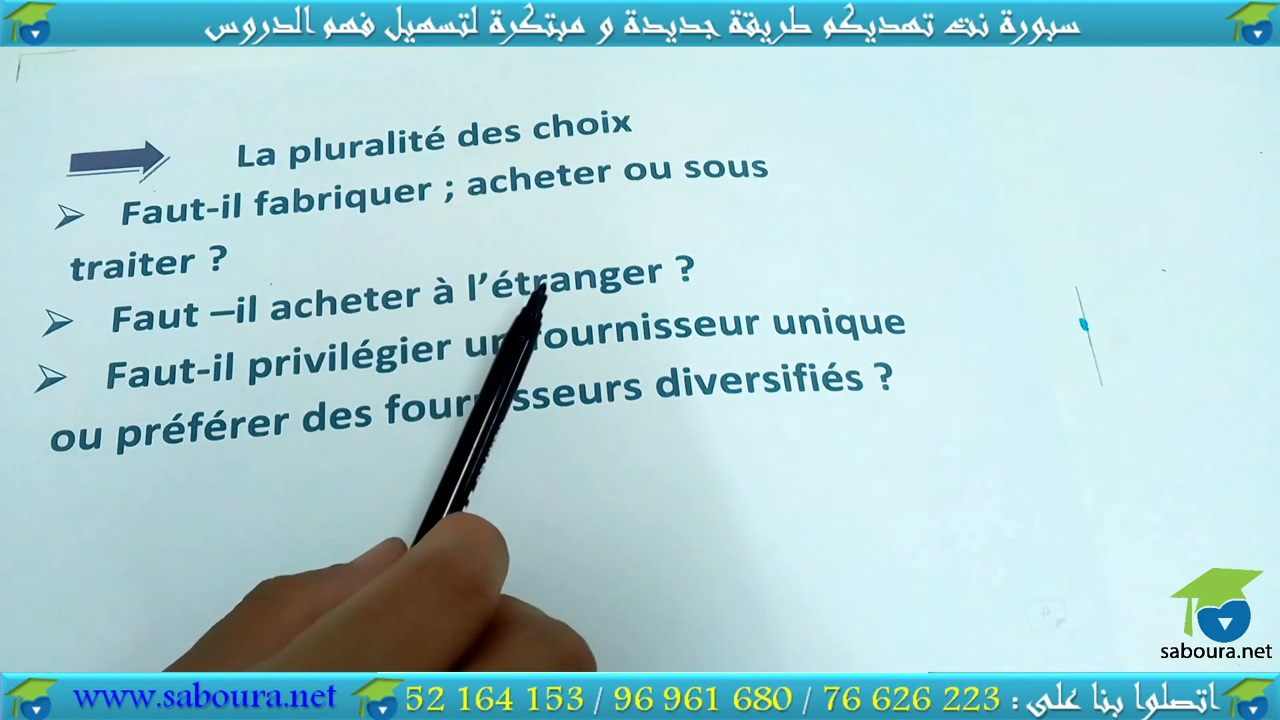 سبورة نت تهديكم طريقة جديدة و مبتكرة لتسهيل فهم الدروس
La pluralité des choix
Faut-il fabriquer ; acheter ou sous
traiter ?
Faut –il acheter à l’étranger ?
Faut-il privilégier un fournisseur unique
ou préférer des fournisseurs diversifiés ?
saboura.net
www.saboura.net 52 164 153 / 96 961 680 / 76 626 223 : اتصلوا بنا على